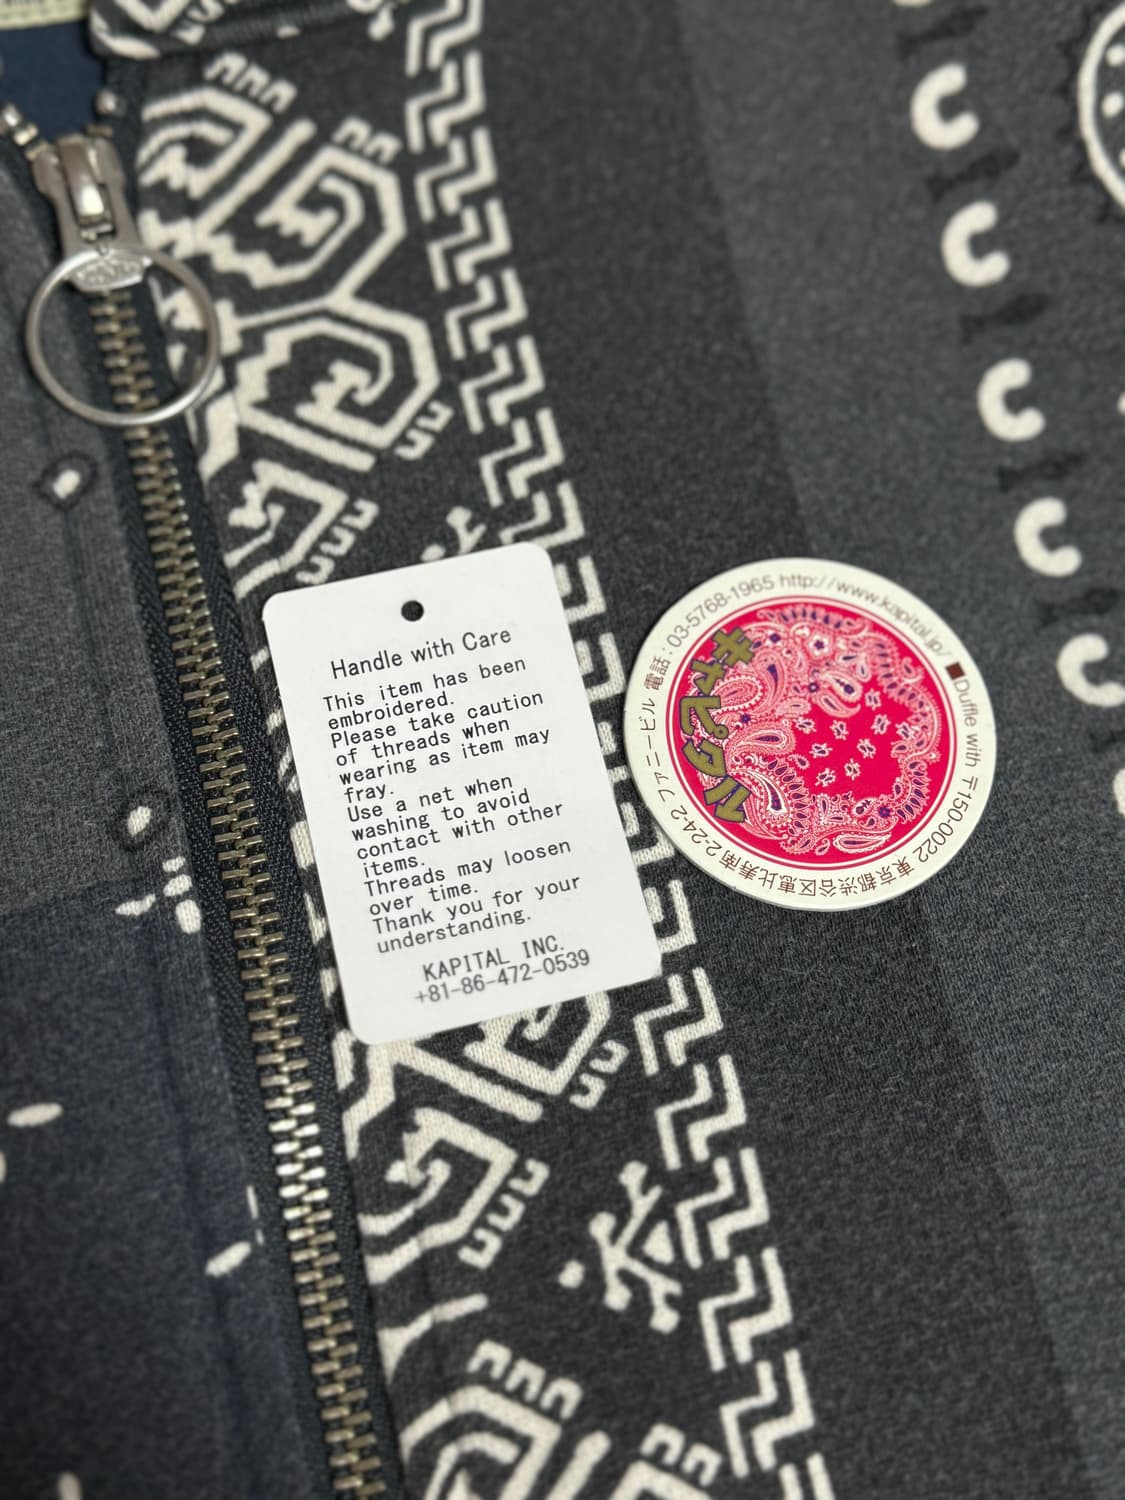 Handle with Care
This item has been
embroidered.
Please take caution
of threads when
wearing as item may
fray.
Use a net when
washing to avoid
contact with other
items.
Threads may loosen
over time.
Thank you for your
understanding.
KAPITAL INC.
+81-86-472-0539
キャピタル
■Duffle with 〒150-0022 東京都渋谷区恵比寿南2-24-2 ファニービル 電話：03-5768-1965 http://www.kapital.jp/